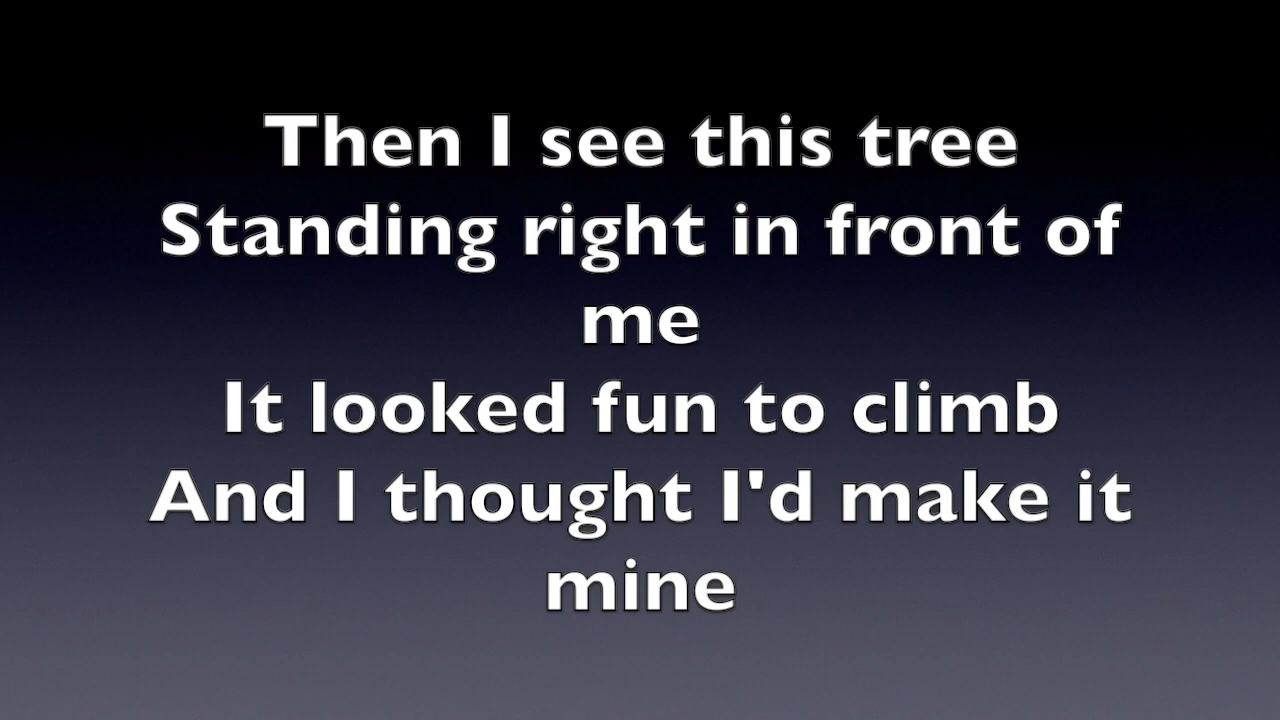 Then I see this tree
Standing right in front of
me
It looked fun to climb
And I thought I'd make it
mine